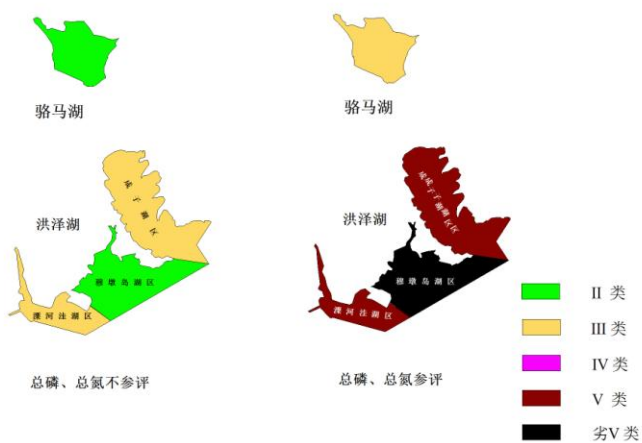 骆马湖
骆马湖
成子湖区
成子湖湖区
洪泽湖
洪泽湖
穆墩岛湖区
穆墩岛湖区
溧河洼湖区
溧河洼湖区
总磷、总氮不参评
总磷、总氮参评
II 类
III 类
IV 类
V 类
劣V 类